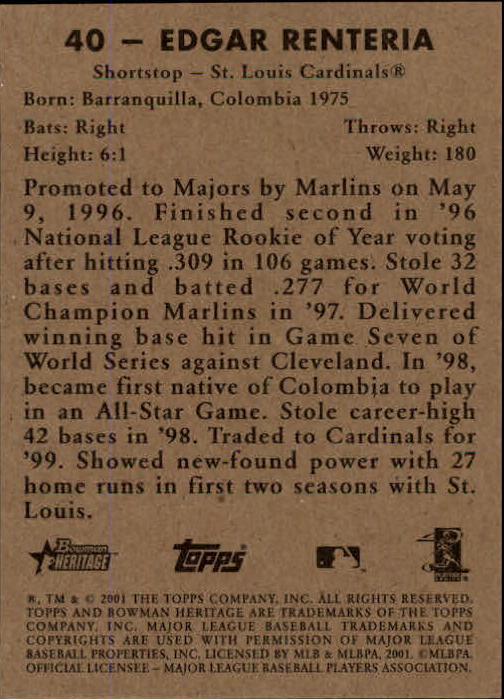 40 – EDGAR RENTERIA
Shortstop – St. Louis Cardinals®
Born: Barranquilla, Colombia 1975
Bats: Right Throws: Right
Height: 6:1 Weight: 180
Promoted to Majors by Marlins on May
9, 1996. Finished second in '96
National League Rookie of Year voting
after hitting .309 in 106 games. Stole 32
bases and batted .277 for World
Champion Marlins in '97. Delivered
winning base hit in Game Seven of
World Series against Cleveland. In '98,
became first native of Colombia to play
in an All-Star Game. Stole career-high
42 bases in '98. Traded to Cardinals for
'99. Showed new-found power with 27
home runs in first two seasons with St.
Louis.
Bowman
HERITAGE
Topps
®, TM & © 2001 THE TOPPS COMPANY, INC. ALL RIGHTS RESERVED.
TOPPS AND BOWMAN HERITAGE ARE TRADEMARKS OF THE TOPPS
COMPANY, INC. MAJOR LEAGUE BASEBALL TRADEMARKS AND
COPYRIGHTS ARE USED WITH PERMISSION OF MAJOR LEAGUE
BASEBALL PROPERTIES, INC. LICENSED BY MLB & MLBPA, 2001. ©MLBPA.
OFFICIAL LICENSEE – MAJOR LEAGUE BASEBALL PLAYERS ASSOCIATION.